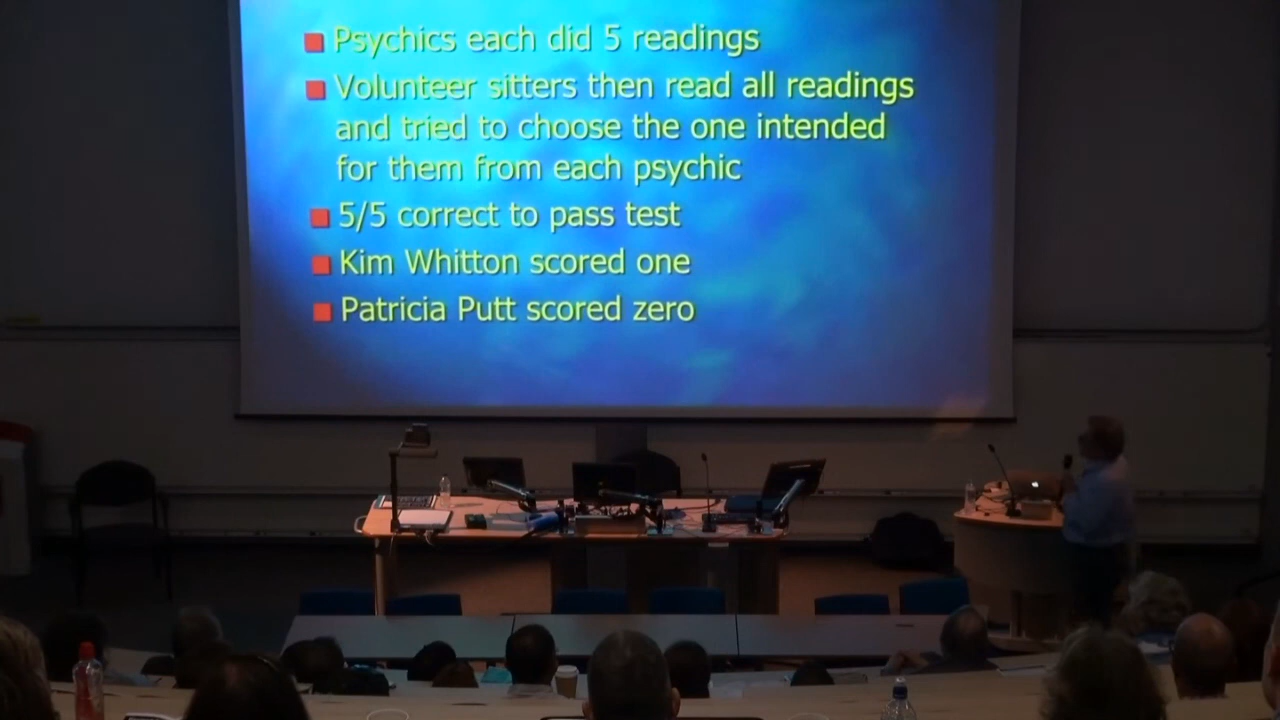 Psychics each did 5 readings
Volunteer sitters then read all readings
and tried to choose the one intended
for them from each psychic
5/5 correct to pass test
Kim Whitton scored one
Patricia Putt scored zero